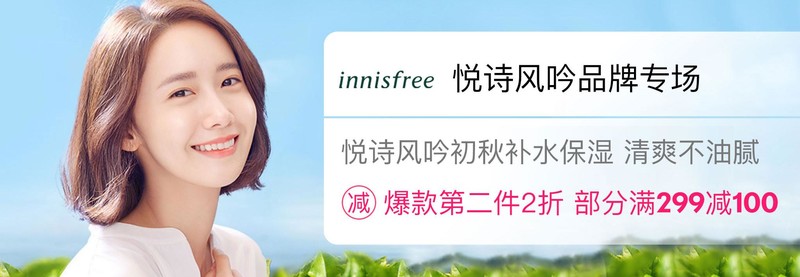 innisfree 悦诗风吟品牌专场
悦诗风吟初秋补水保湿 清爽不油腻
减 爆款第二件2折 部分满299减100